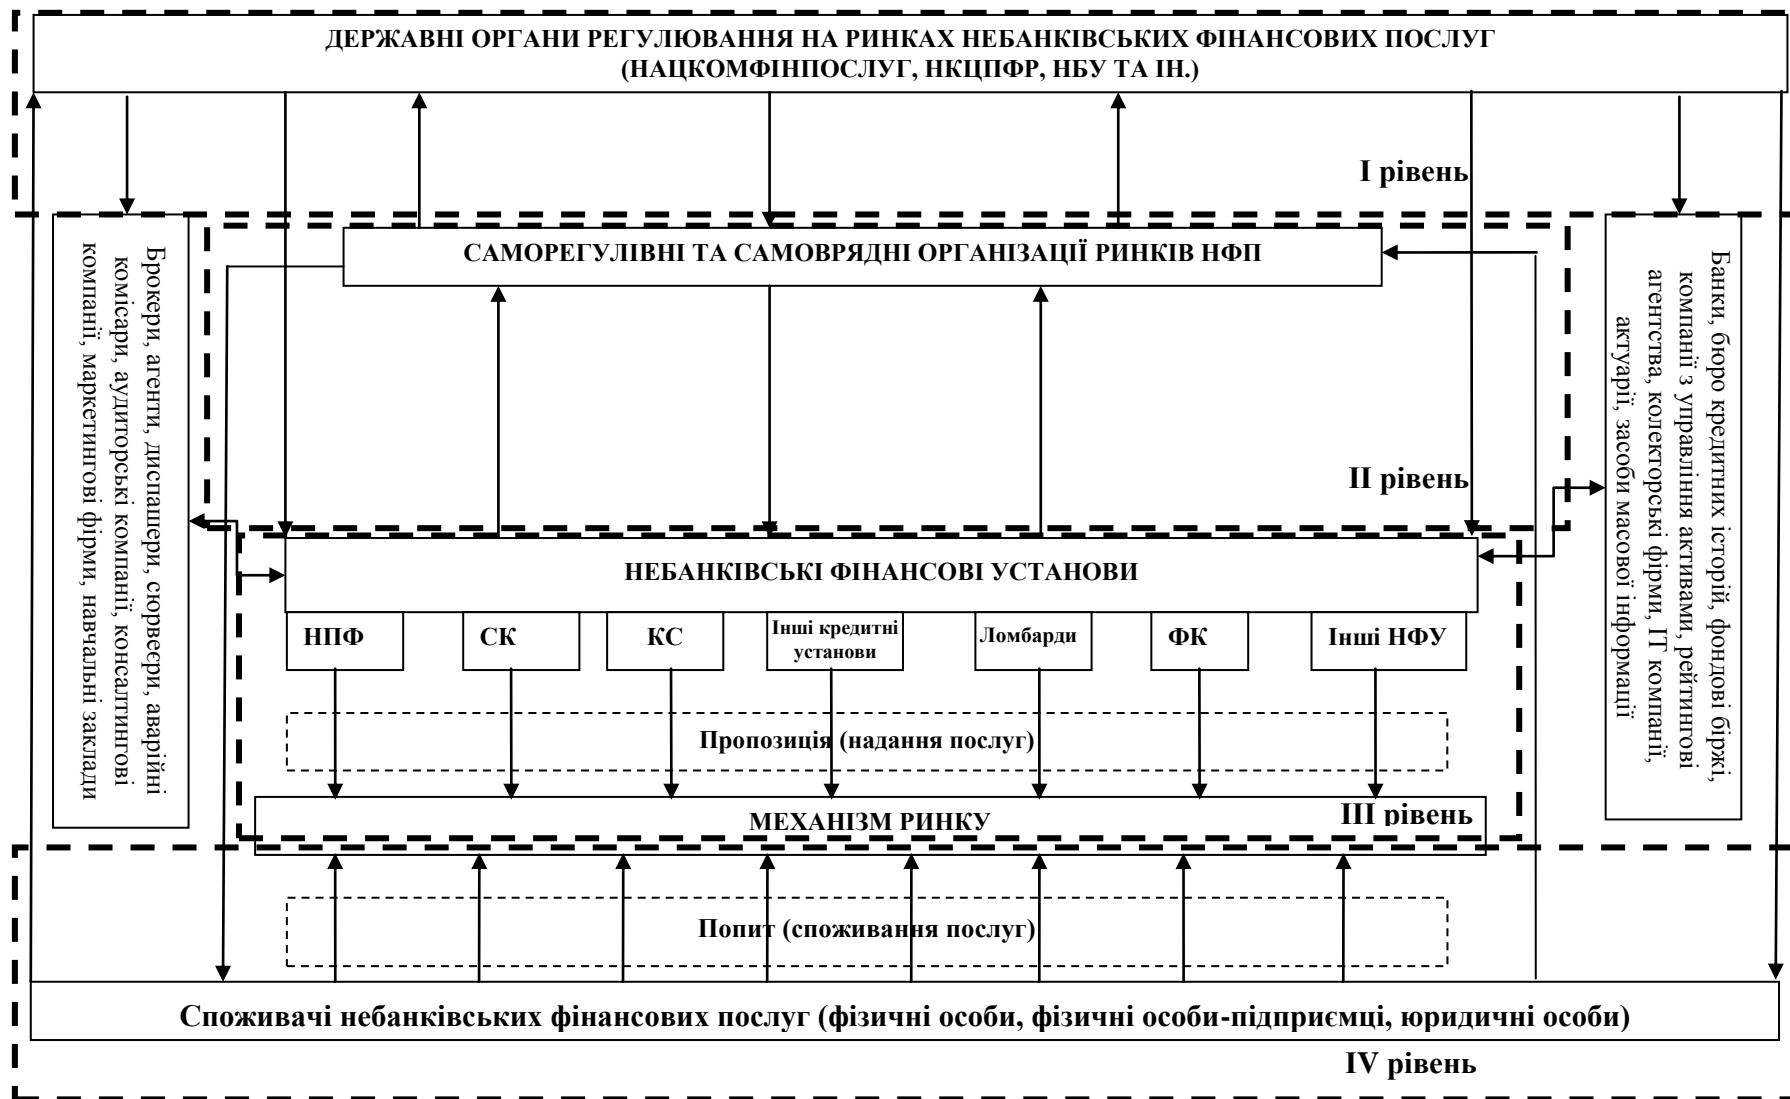 ДЕРЖАВНІ ОРГАНИ РЕГУЛЮВАННЯ НА РИНКАХ НЕБАНКІВСЬКИХ ФІНАНСОВИХ ПОСЛУГ
(НАЦКОМФІНПОСЛУГ, НКЦПФР, НБУ ТА ІН.)
І рівень
САМОРЕГУЛІВНІ ТА САМОВРЯДНІ ОРГАНІЗАЦІЇ РИНКІВ НФП
Брокери, агенти, диспашери, сюрвеєри, аварійні
комісари, аудиторські компанії, консалтингові
компанії, маркетингові фірми, навчальні заклади
Банки, бюро кредитних історій, фондові біржі,
компанії з управління активами, рейтингові
агентства, колекторські фірми, ІТ компанії,
актуарії, засоби масової інформації
ІІ рівень
НЕБАНКІВСЬКІ ФІНАНСОВІ УСТАНОВИ
НПФ
СК
КС
Інші кредитні
установи
Ломбарди
ФК
Інші НФУ
Пропозиція (надання послуг)
МЕХАНІЗМ РИНКУ
ІІІ рівень
Попит (споживання послуг)
Споживачі небанківських фінансових послуг (фізичні особи, фізичні особи-підприємці, юридичні особи)
IV рівень